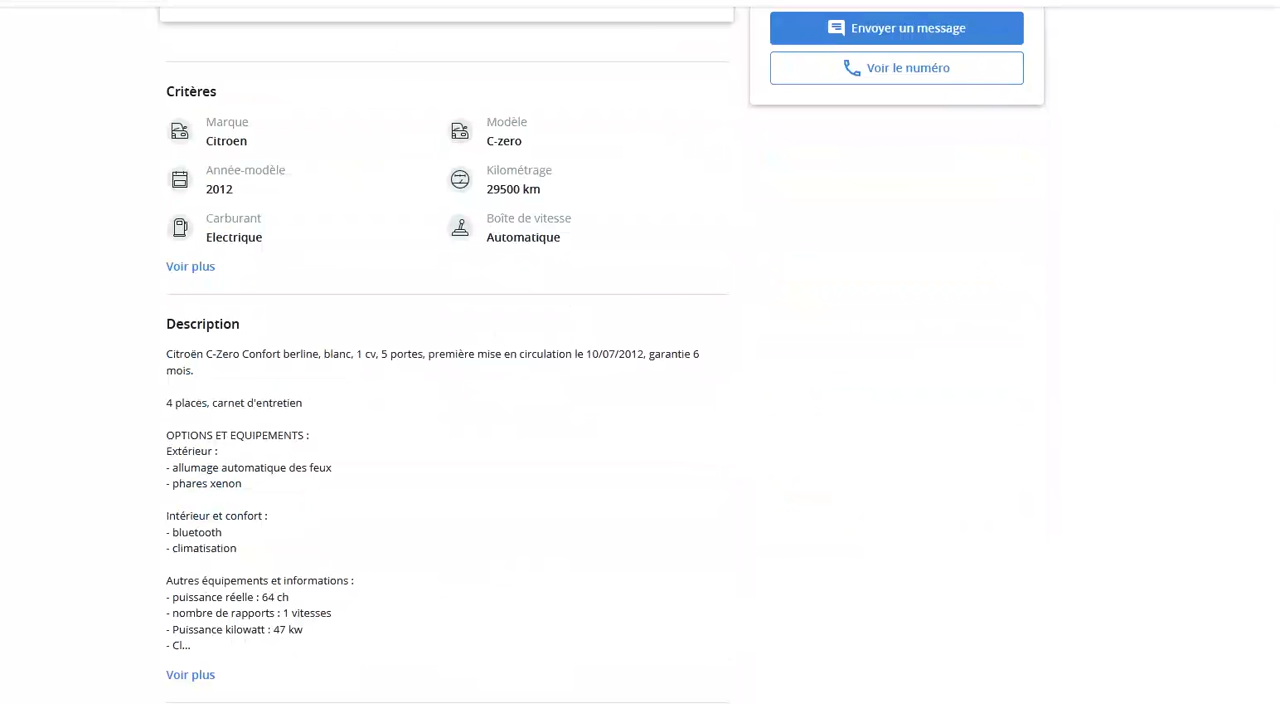 Envoyer un message
Voir le numéro
Critères
Marque
Citroen
Modèle
C-zero
Année-modèle
2012
Kilométrage
29500 km
Carburant
Electrique
Boîte de vitesse
Automatique
Voir plus
Description
Citroën C-Zero Confort berline, blanc, 1 cv, 5 portes, première mise en circulation le 10/07/2012, garantie 6
mois.
4 places, carnet d'entretien
OPTIONS ET EQUIPEMENTS :
Extérieur :
- allumage automatique des feux
- phares xenon
Intérieur et confort :
- bluetooth
- climatisation
Autres équipements et informations :
- puissance réelle : 64 ch
- nombre de rapports : 1 vitesses
- Puissance kilowatt : 47 kw
- Cl...
Voir plus